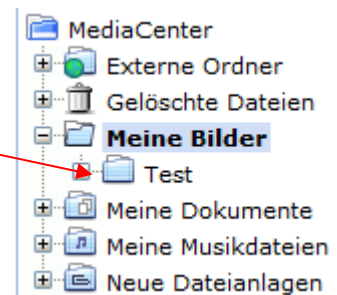 MediaCenter
Externe Ordner
Gelöschte Dateien
Meine Bilder
Test
Meine Dokumente
Meine Musikdateien
Neue Dateianlagen